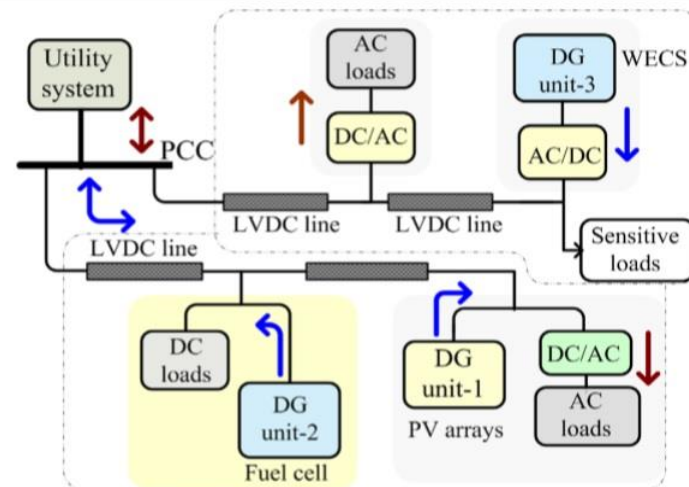 Utility
system
PCC
AC
loads
DC/AC
DG
unit-3
WECS
AC/DC
LVDC line
LVDC line
Sensitive
loads
LVDC line
DC
loads
DG
unit-2
Fuel cell
DG
unit-1
PV arrays
DC/AC
AC
loads